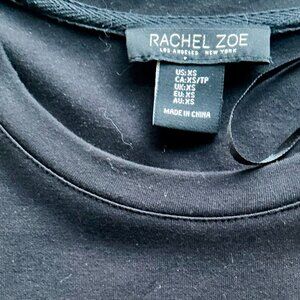 RACHEL ZOE
LOS ANGELES NEW YORK
US:XS
CA:XS/TP
UK:XS
EU:XS
AU:XS
MADE IN CHINA